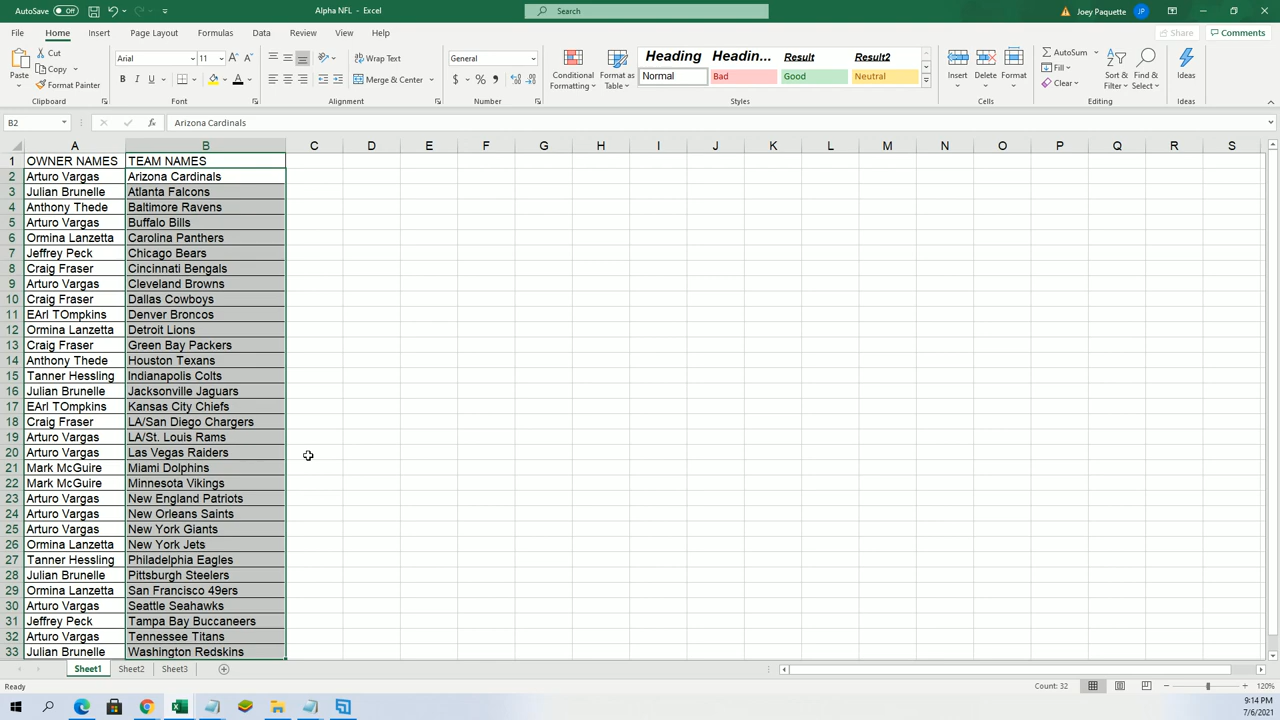 AutoSave Off Alpha NFL - Excel Search Joey Paquette JP
File Home Insert Page Layout Formulas Data Review View Help Share Comments
Paste Cut Copy Format Painter Clipboard
Arial 11 B I U A A Font
ab Wrap Text Merge & Center Alignment
General $ % , Number
Conditional Formatting Format as Table
Heading Headin... Result Result2
Normal Bad Good Neutral
Styles
Insert Delete Format Cells
AutoSum Fill Clear Sort & Filter Find & Select Editing
Ideas Ideas
B2 fx Arizona Cardinals
A B C D E F G H I J K L M N O P Q R S
1 OWNER NAMES TEAM NAMES
2 Arturo Vargas Arizona Cardinals
3 Julian Brunelle Atlanta Falcons
4 Anthony Thede Baltimore Ravens
5 Arturo Vargas Buffalo Bills
6 Ormina Lanzetta Carolina Panthers
7 Jeffrey Peck Chicago Bears
8 Craig Fraser Cincinnati Bengals
9 Arturo Vargas Cleveland Browns
10 Craig Fraser Dallas Cowboys
11 EArl TOmpkins Denver Broncos
12 Ormina Lanzetta Detroit Lions
13 Craig Fraser Green Bay Packers
14 Anthony Thede Houston Texans
15 Tanner Hessling Indianapolis Colts
16 Julian Brunelle Jacksonville Jaguars
17 EArl TOmpkins Kansas City Chiefs
18 Craig Fraser LA/San Diego Chargers
19 Arturo Vargas LA/St. Louis Rams
20 Arturo Vargas Las Vegas Raiders
21 Mark McGuire Miami Dolphins
22 Mark McGuire Minnesota Vikings
23 Arturo Vargas New England Patriots
24 Arturo Vargas New Orleans Saints
25 Arturo Vargas New York Giants
26 Ormina Lanzetta New York Jets
27 Tanner Hessling Philadelphia Eagles
28 Julian Brunelle Pittsburgh Steelers
29 Ormina Lanzetta San Francisco 49ers
30 Arturo Vargas Seattle Seahawks
31 Jeffrey Peck Tampa Bay Buccaneers
32 Arturo Vargas Tennessee Titans
33 Julian Brunelle Washington Redskins
Sheet1 Sheet2 Sheet3
Ready Count: 32 120%
9:14 PM
7/6/2021